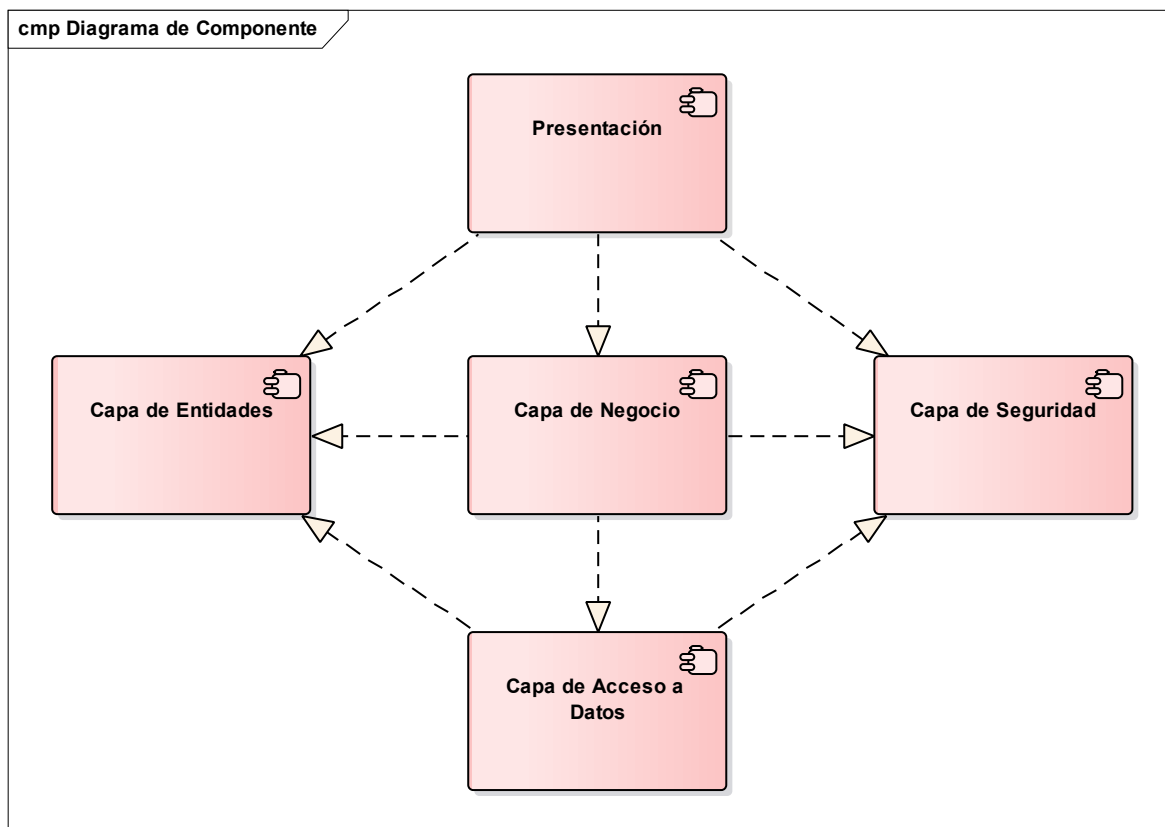 cmp Diagrama de Componente
Presentación
Capa de Entidades
Capa de Negocio
Capa de Seguridad
Capa de Acceso a
Datos